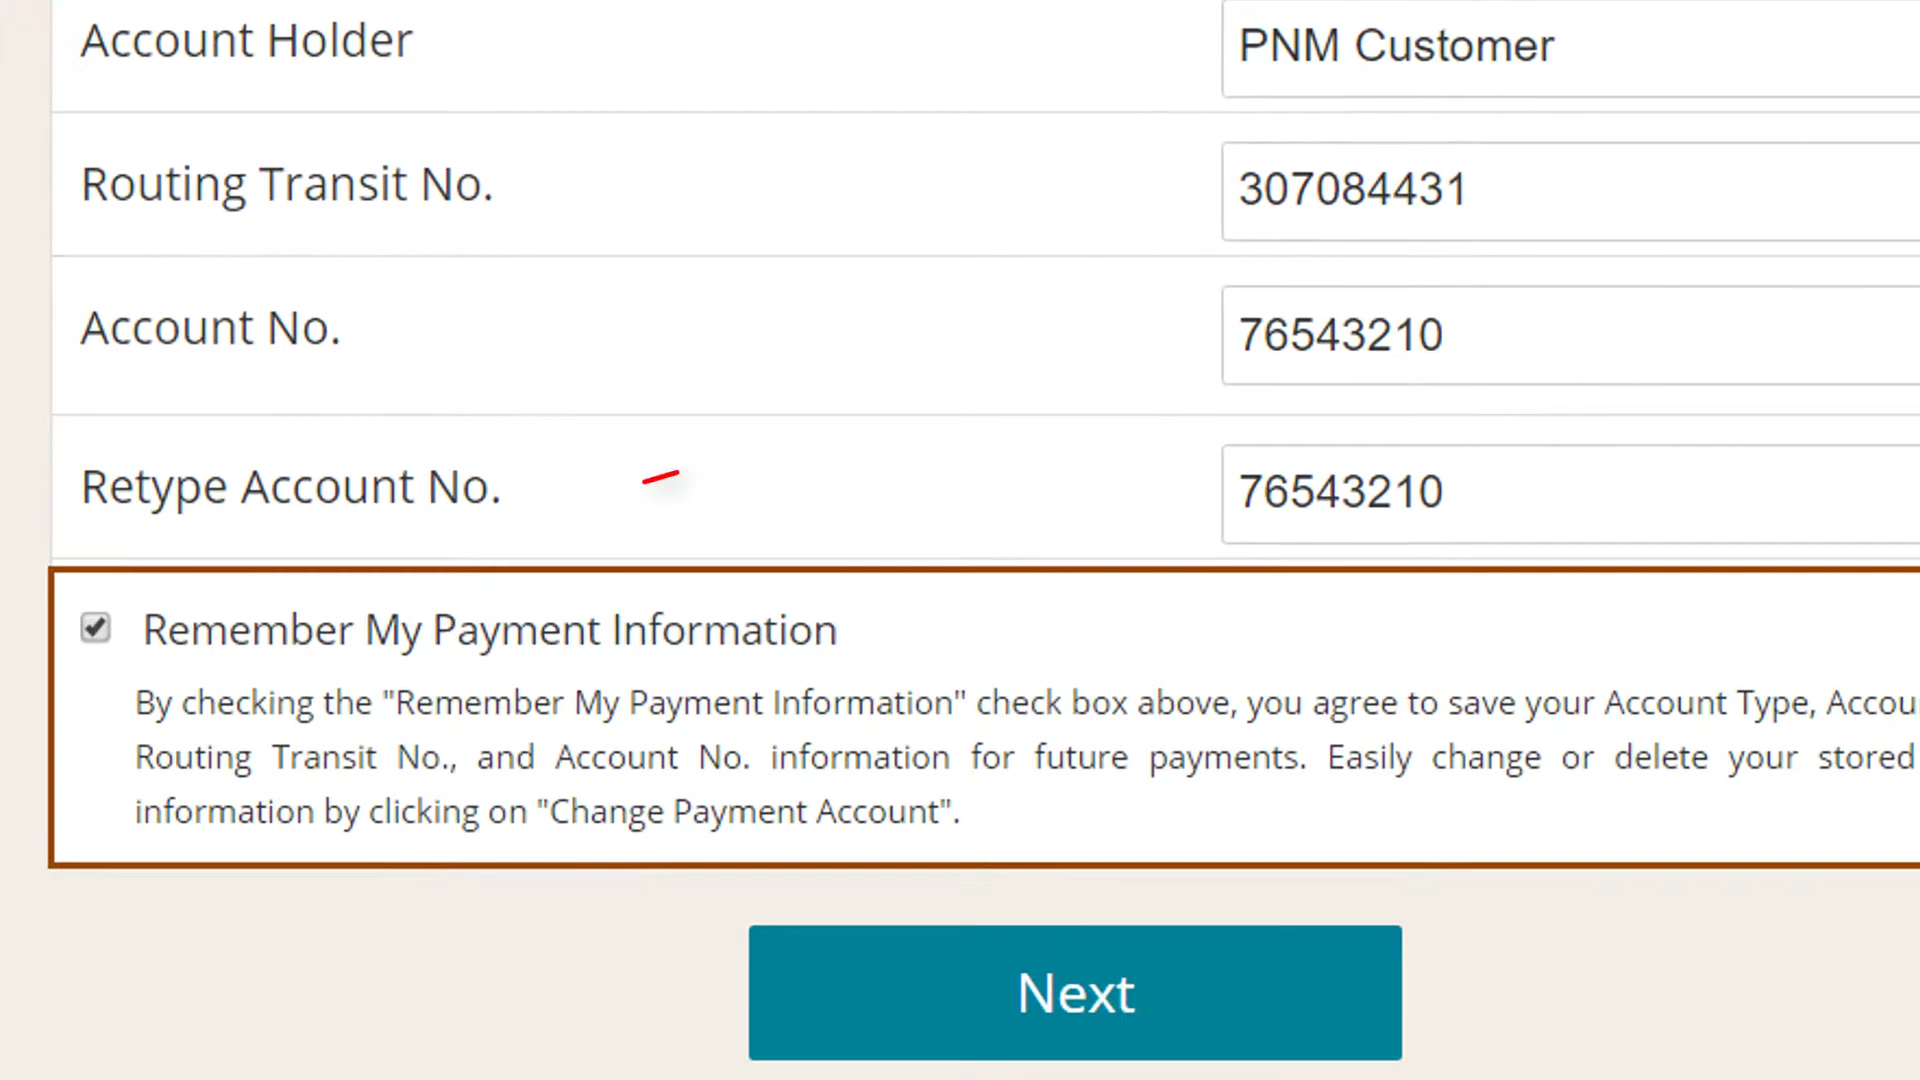 Account Holder
PNM Customer
Routing Transit No.
307084431
Account No.
76543210
Retype Account No.
76543210
Remember My Payment Information
By checking the "Remember My Payment Information" check box above, you agree to save your Account Type,
Routing Transit No., and Account No. information for future payments. Easily change or delete your stored
information by clicking on "Change Payment Account".
Next